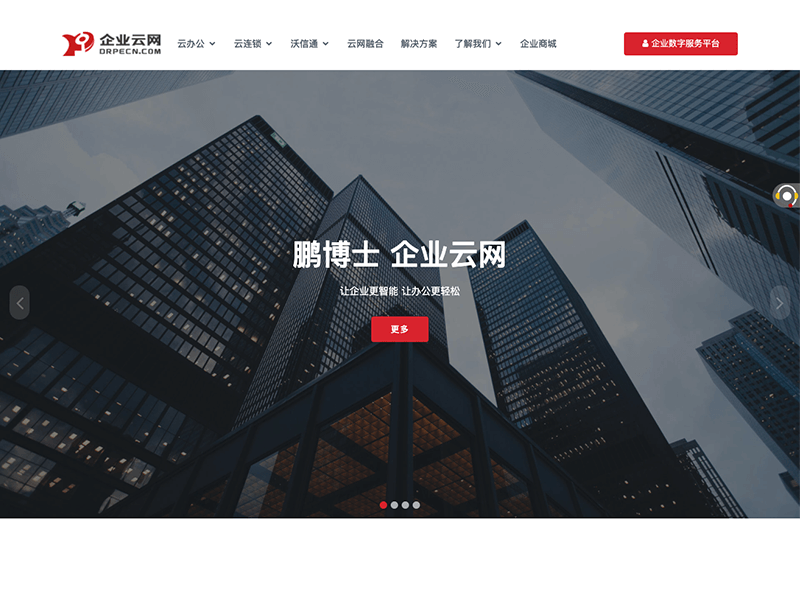 企业云网
DRPECN.COM
云办公
云连锁
沃信通
云网融合
解决方案
了解我们
企业商城
企业数字服务平台
鹏博士 企业云网
让企业更智能 让办公更轻松
更多